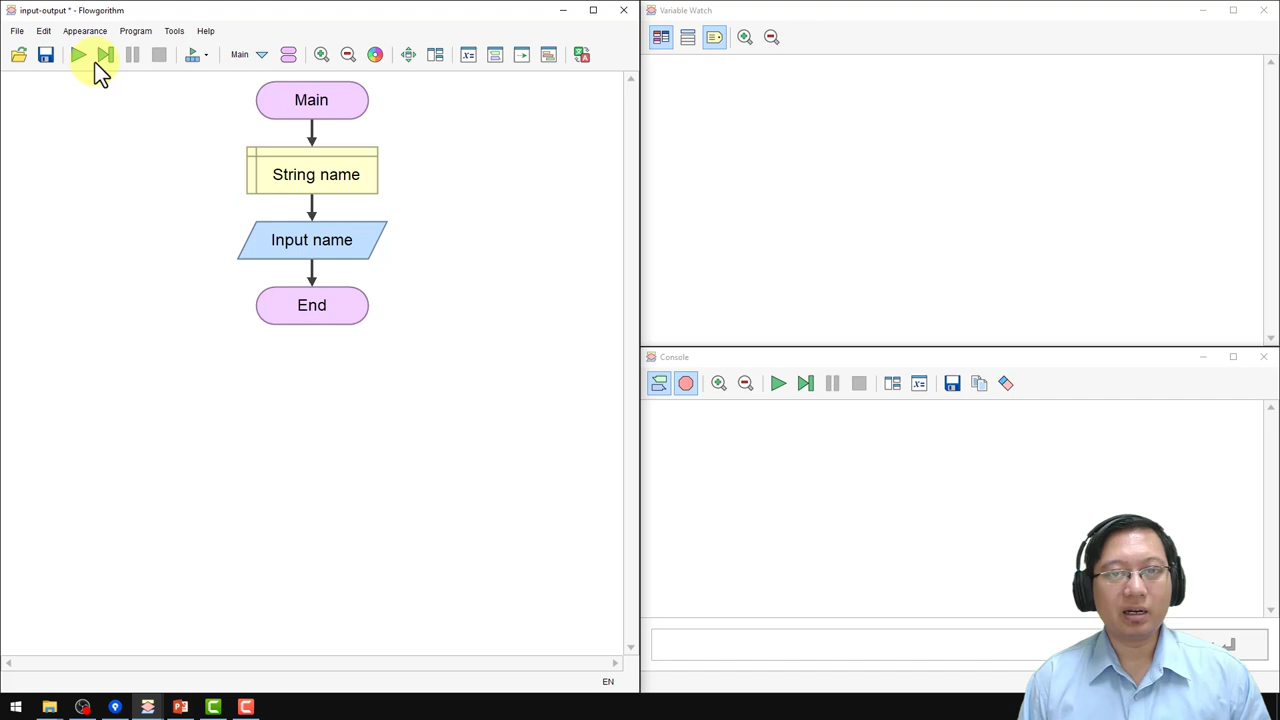 input-output * - Flowgorithm
File Edit Appearance Program Tools Help
Main
Main
String name
Input name
End
EN
Variable Watch
Console